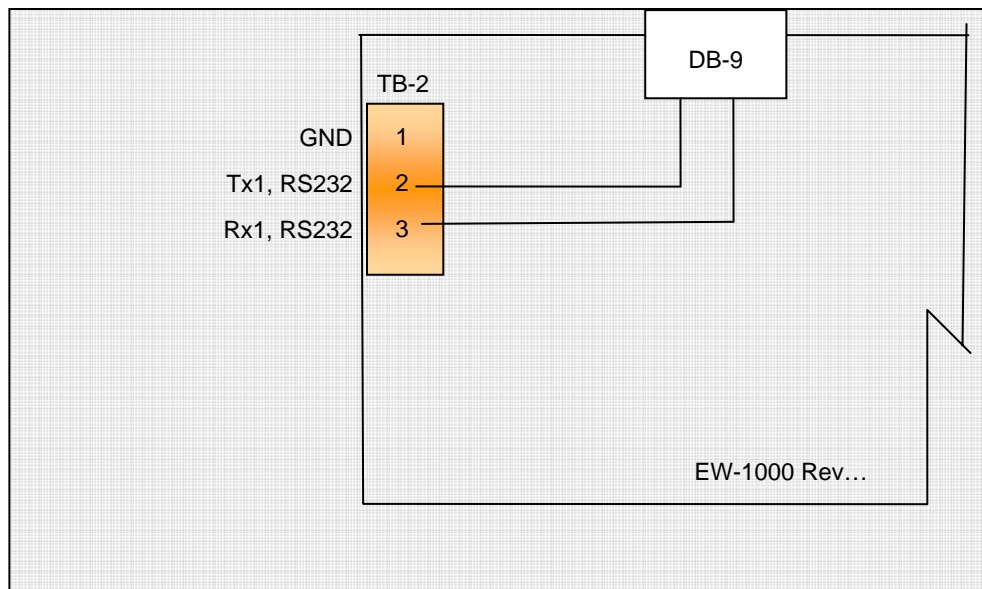 DB-9
TB-2
GND 1
Tx1, RS232 2
Rx1, RS232 3
EW-1000 Rev…